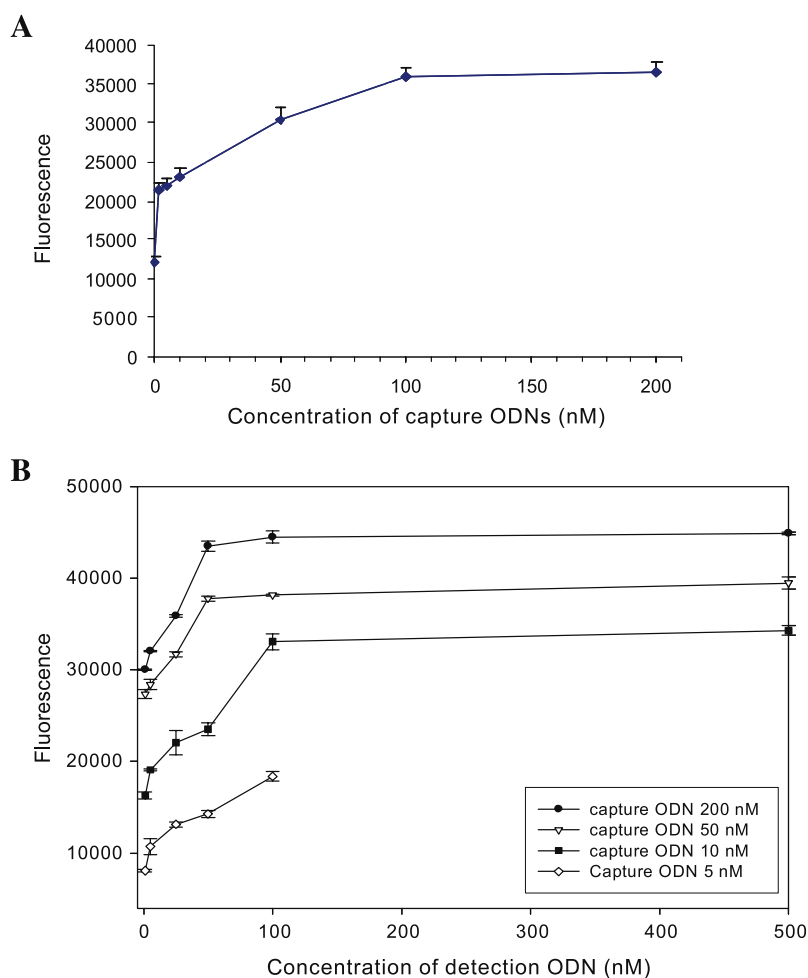 A
40000
35000
30000
25000
20000
15000
10000
5000
0
Fluorescence
0 50 100 150 200
Concentration of capture ODNs (nM)
B
50000
40000
30000
20000
10000
Fluorescence
capture ODN 200 nM
capture ODN 50 nM
capture ODN 10 nM
Capture ODN 5 nM
0 100 200 300 400 500
Concentration of detection ODN (nM)